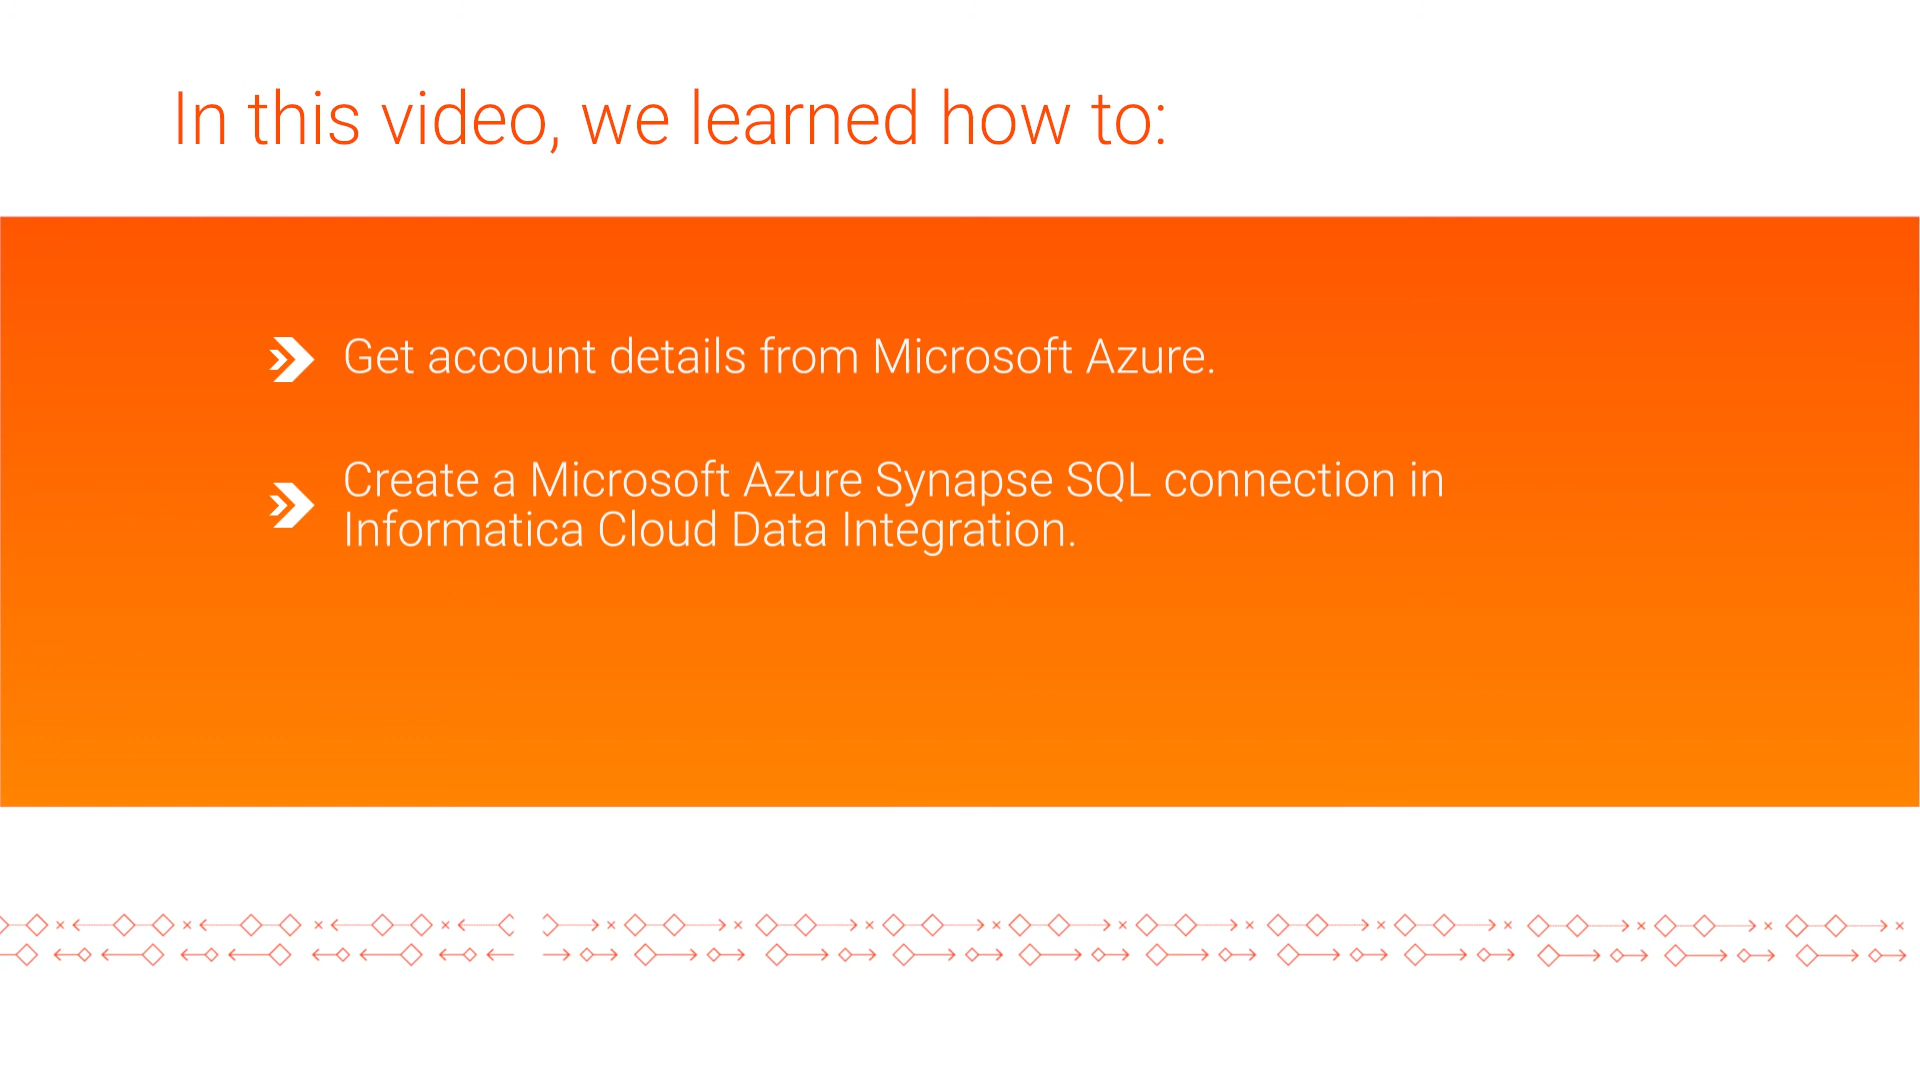 In this video, we learned how to:
Get account details from Microsoft Azure.
Create a Microsoft Azure Synapse SQL connection in
Informatica Cloud Data Integration.